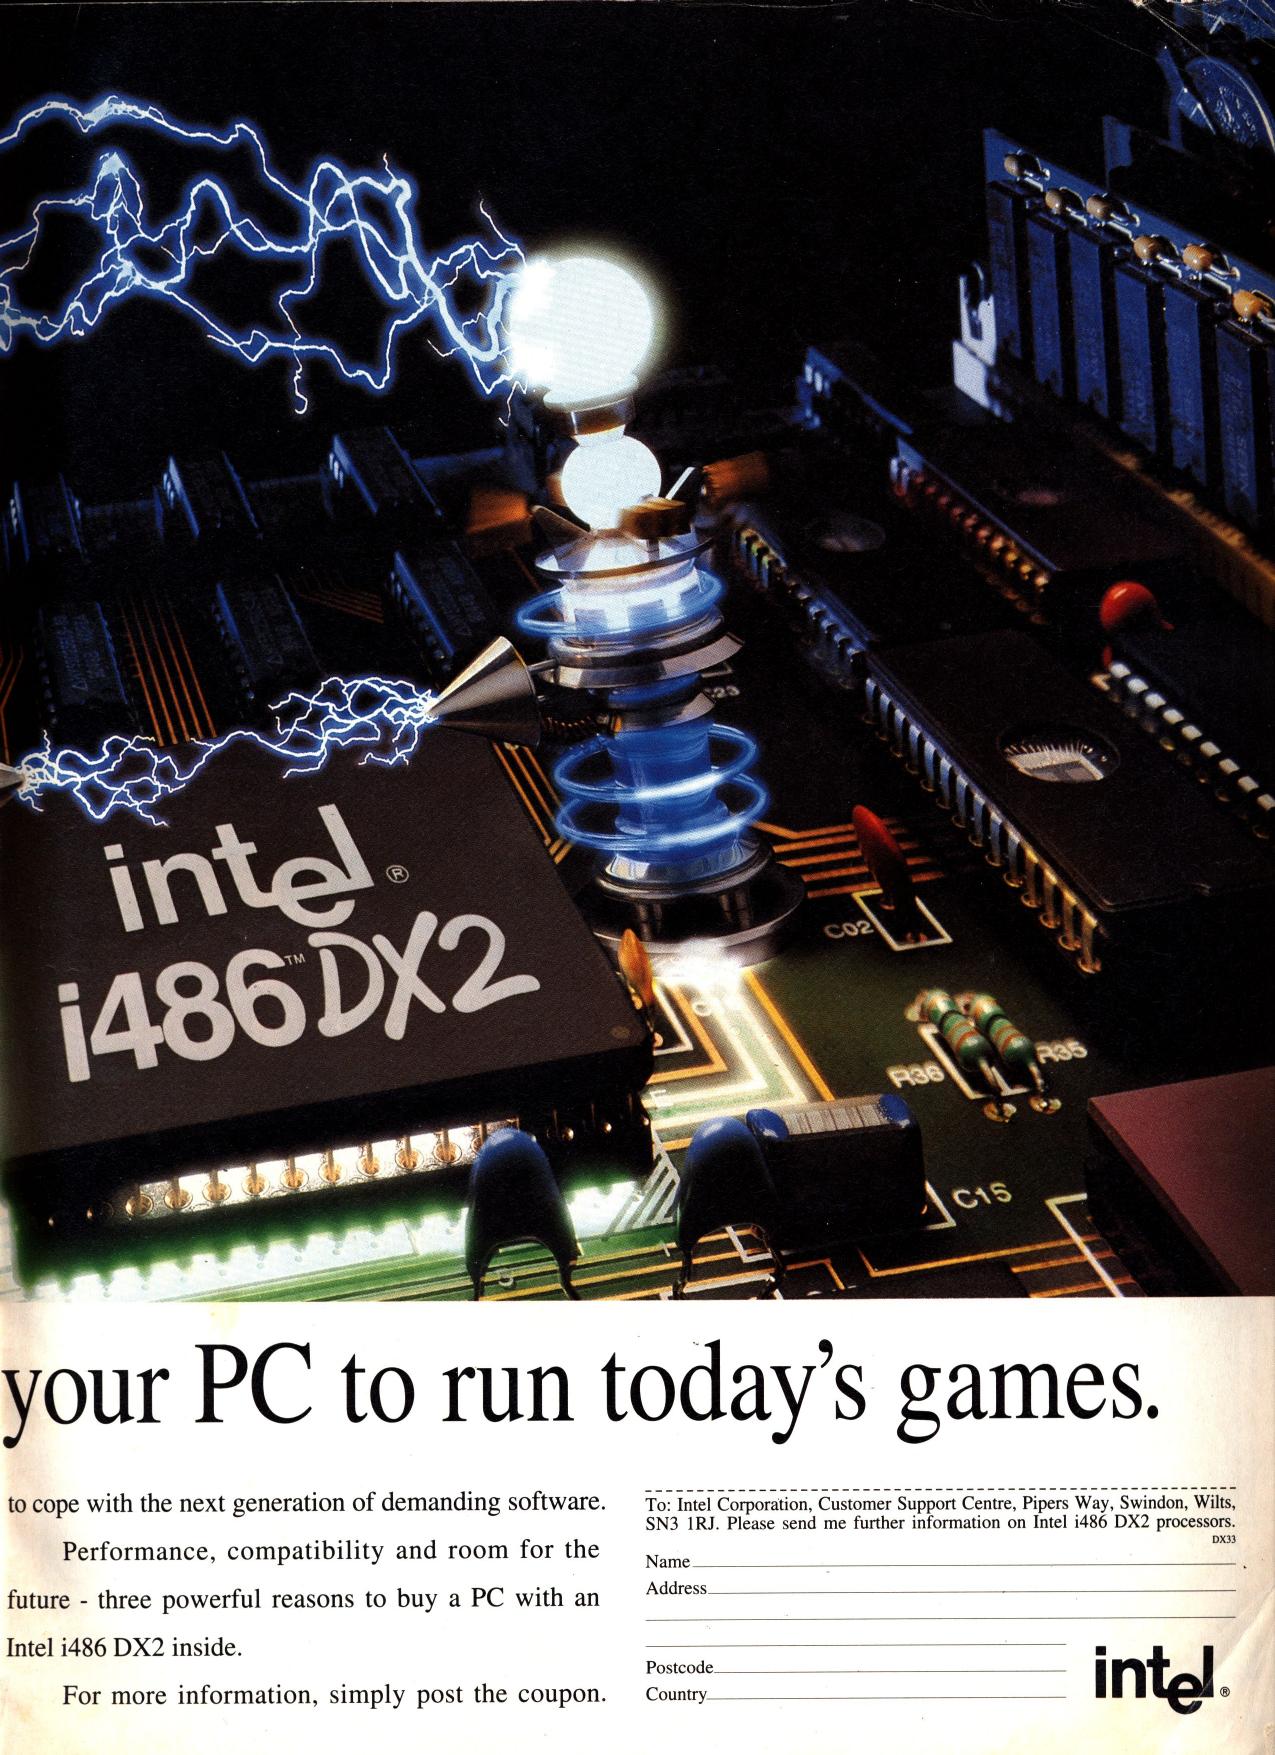 intel®
i486™ DX2
C02
R36
R35
C15
your PC to run today's games.
to cope with the next generation of demanding software.
Performance, compatibility and room for the
future - three powerful reasons to buy a PC with an
Intel i486 DX2 inside.
For more information, simply post the coupon.
To: Intel Corporation, Customer Support Centre, Pipers Way, Swindon, Wilts,
SN3 1RJ. Please send me further information on Intel i486 DX2 processors.
DX33
Name
Address
Postcode
Country
intel®